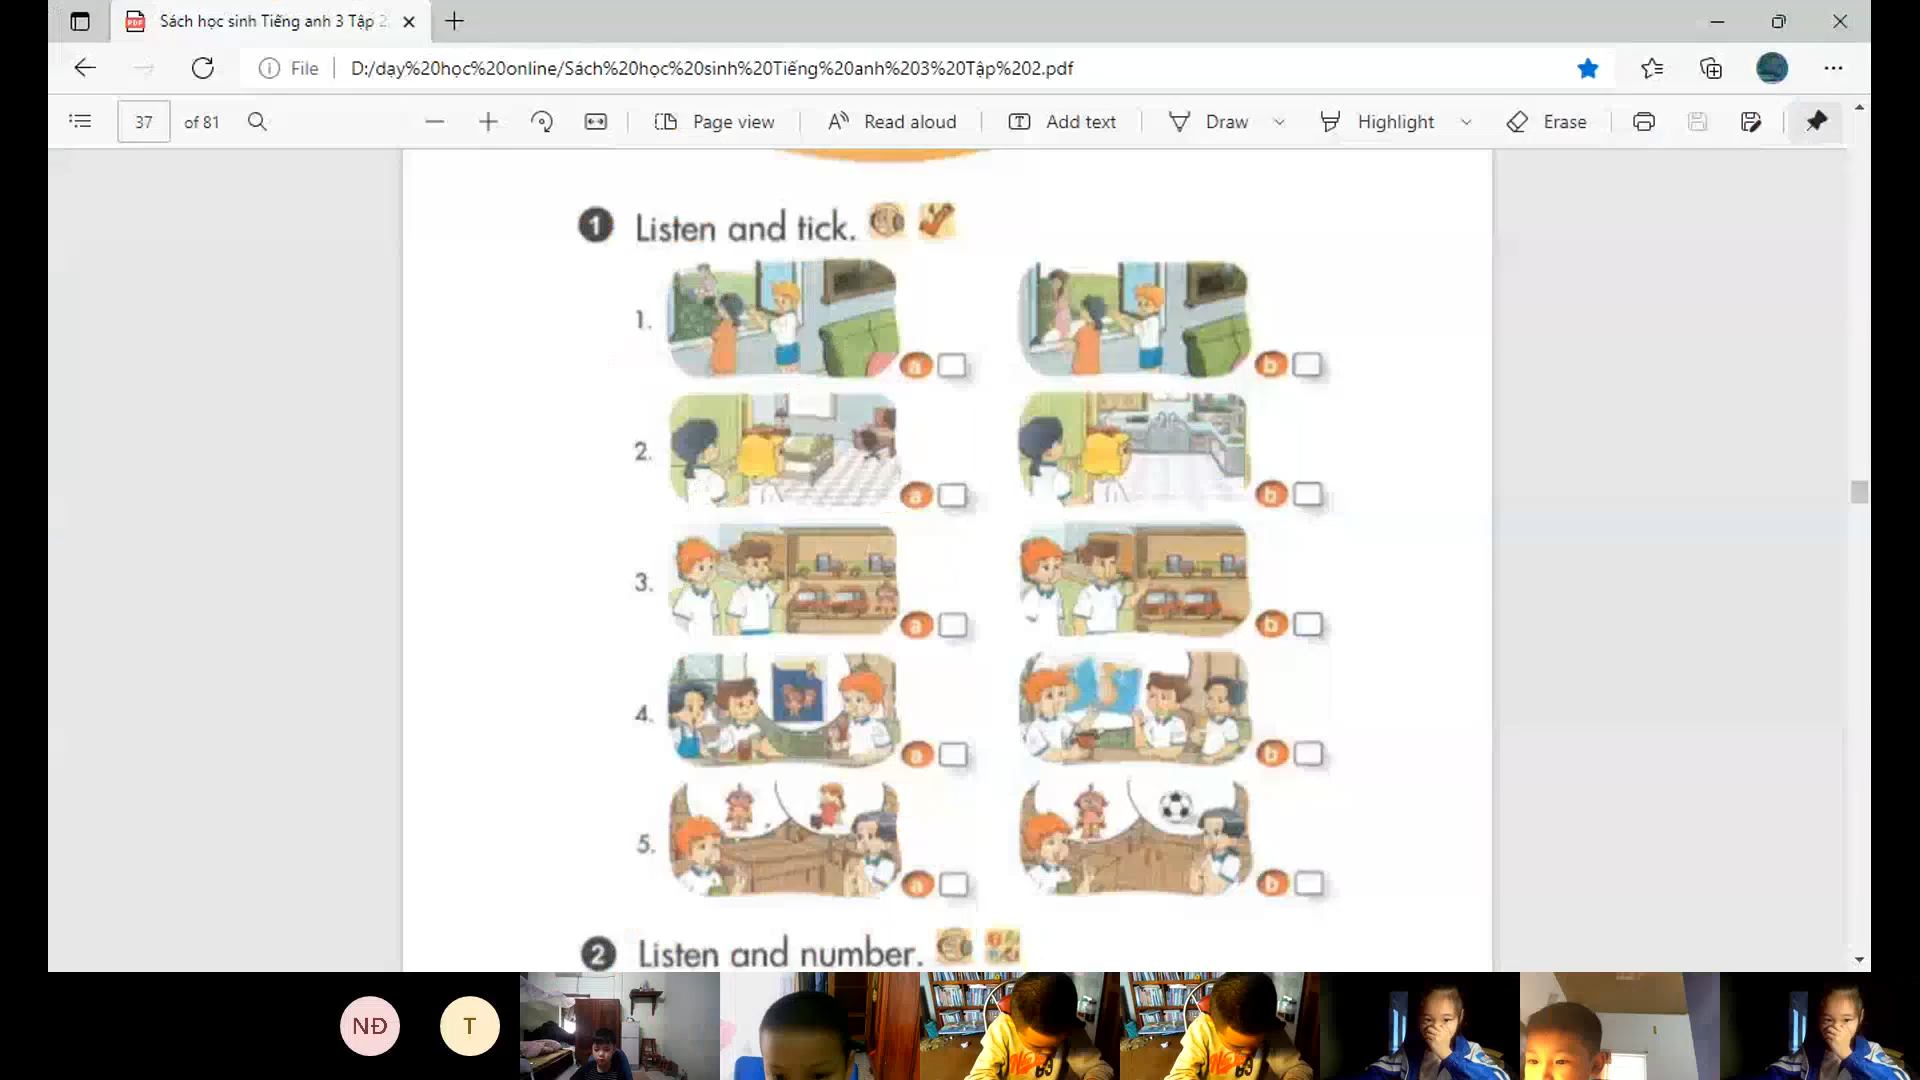 Sách học sinh Tiếng anh 3 Tập 2
File
D:/dạy%20học%20online/Sách%20học%20sinh%20Tiếng%20anh%203%20Tập%202.pdf
37 of 81
Page view
Read aloud
Add text
Draw
Highlight
Erase
1 Listen and tick.
1.
a
b
2.
a
b
3.
a
b
4.
a
b
5.
a
b
2 Listen and number.
NĐ
T